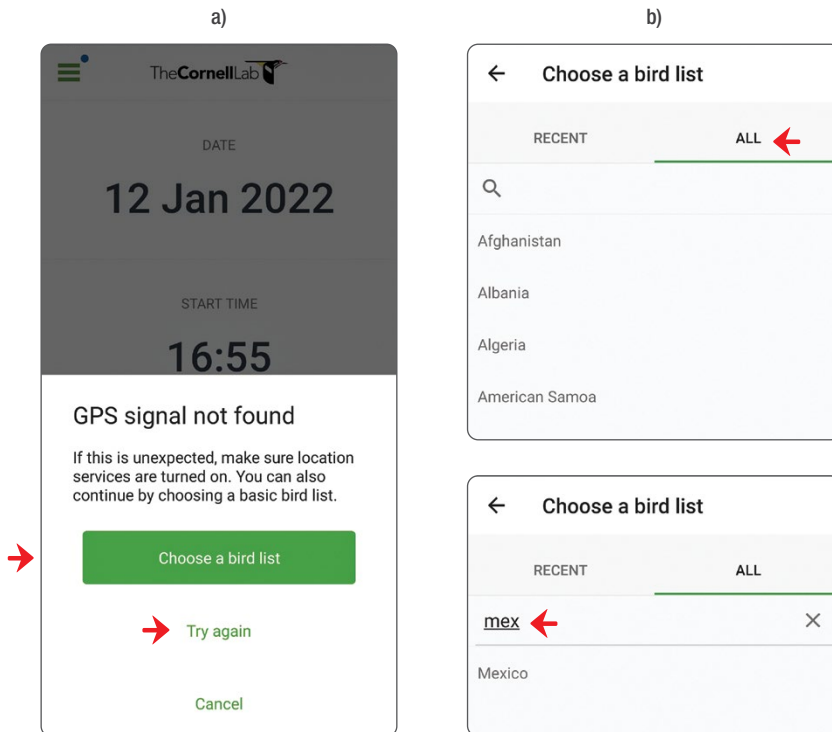 a)
TheCornellLab
DATE
12 Jan 2022
START TIME
16:55
GPS signal not found
If this is unexpected, make sure location
services are turned on. You can also
continue by choosing a basic bird list.
Choose a bird list
Try again
Cancel
b)
Choose a bird list
RECENT ALL
Afghanistan
Albania
Algeria
American Samoa
Choose a bird list
RECENT ALL
mex
Mexico